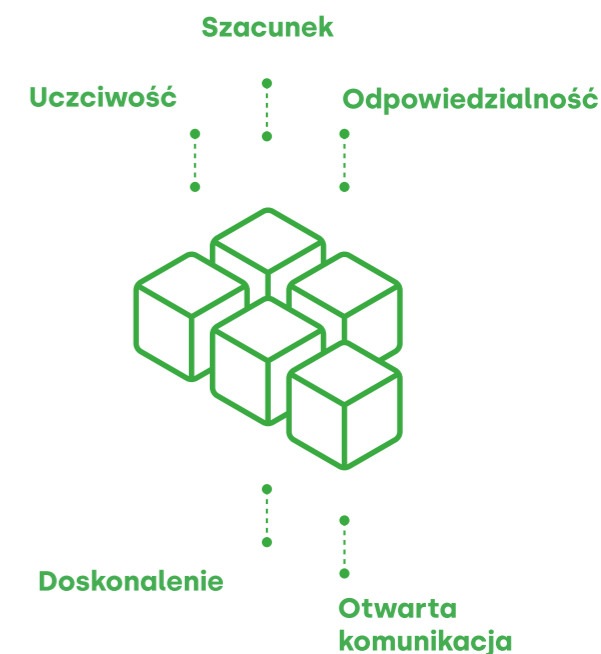 Szacunek
Uczciwość
Odpowiedzialność
Doskonalenie
Otwarta
komunikacja